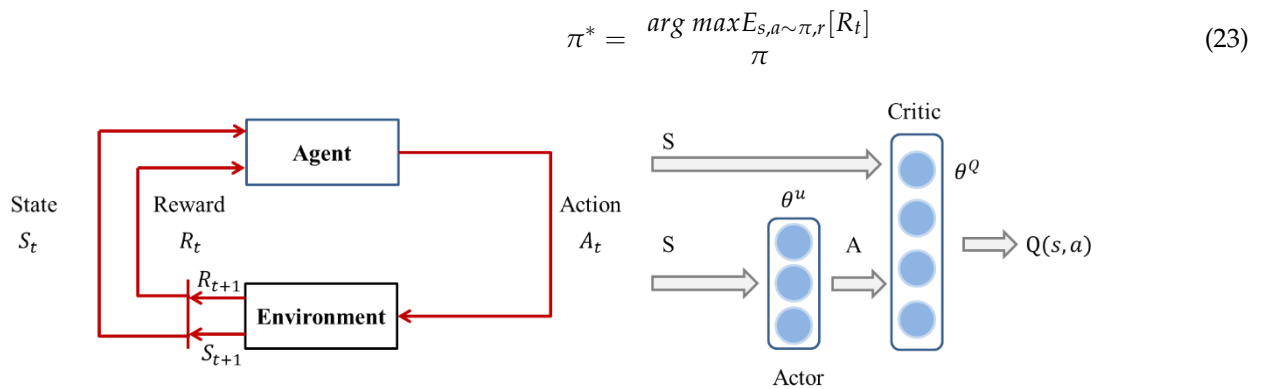 π* = arg max E_{s,a∼π,r}[R_t]
π
(23)
Agent
State
S_t
Reward
R_t
Action
A_t
R_{t+1}
Environment
S_{t+1}
Critic
S
θ^Q
θ^u
S
A
Q(s, a)
Actor